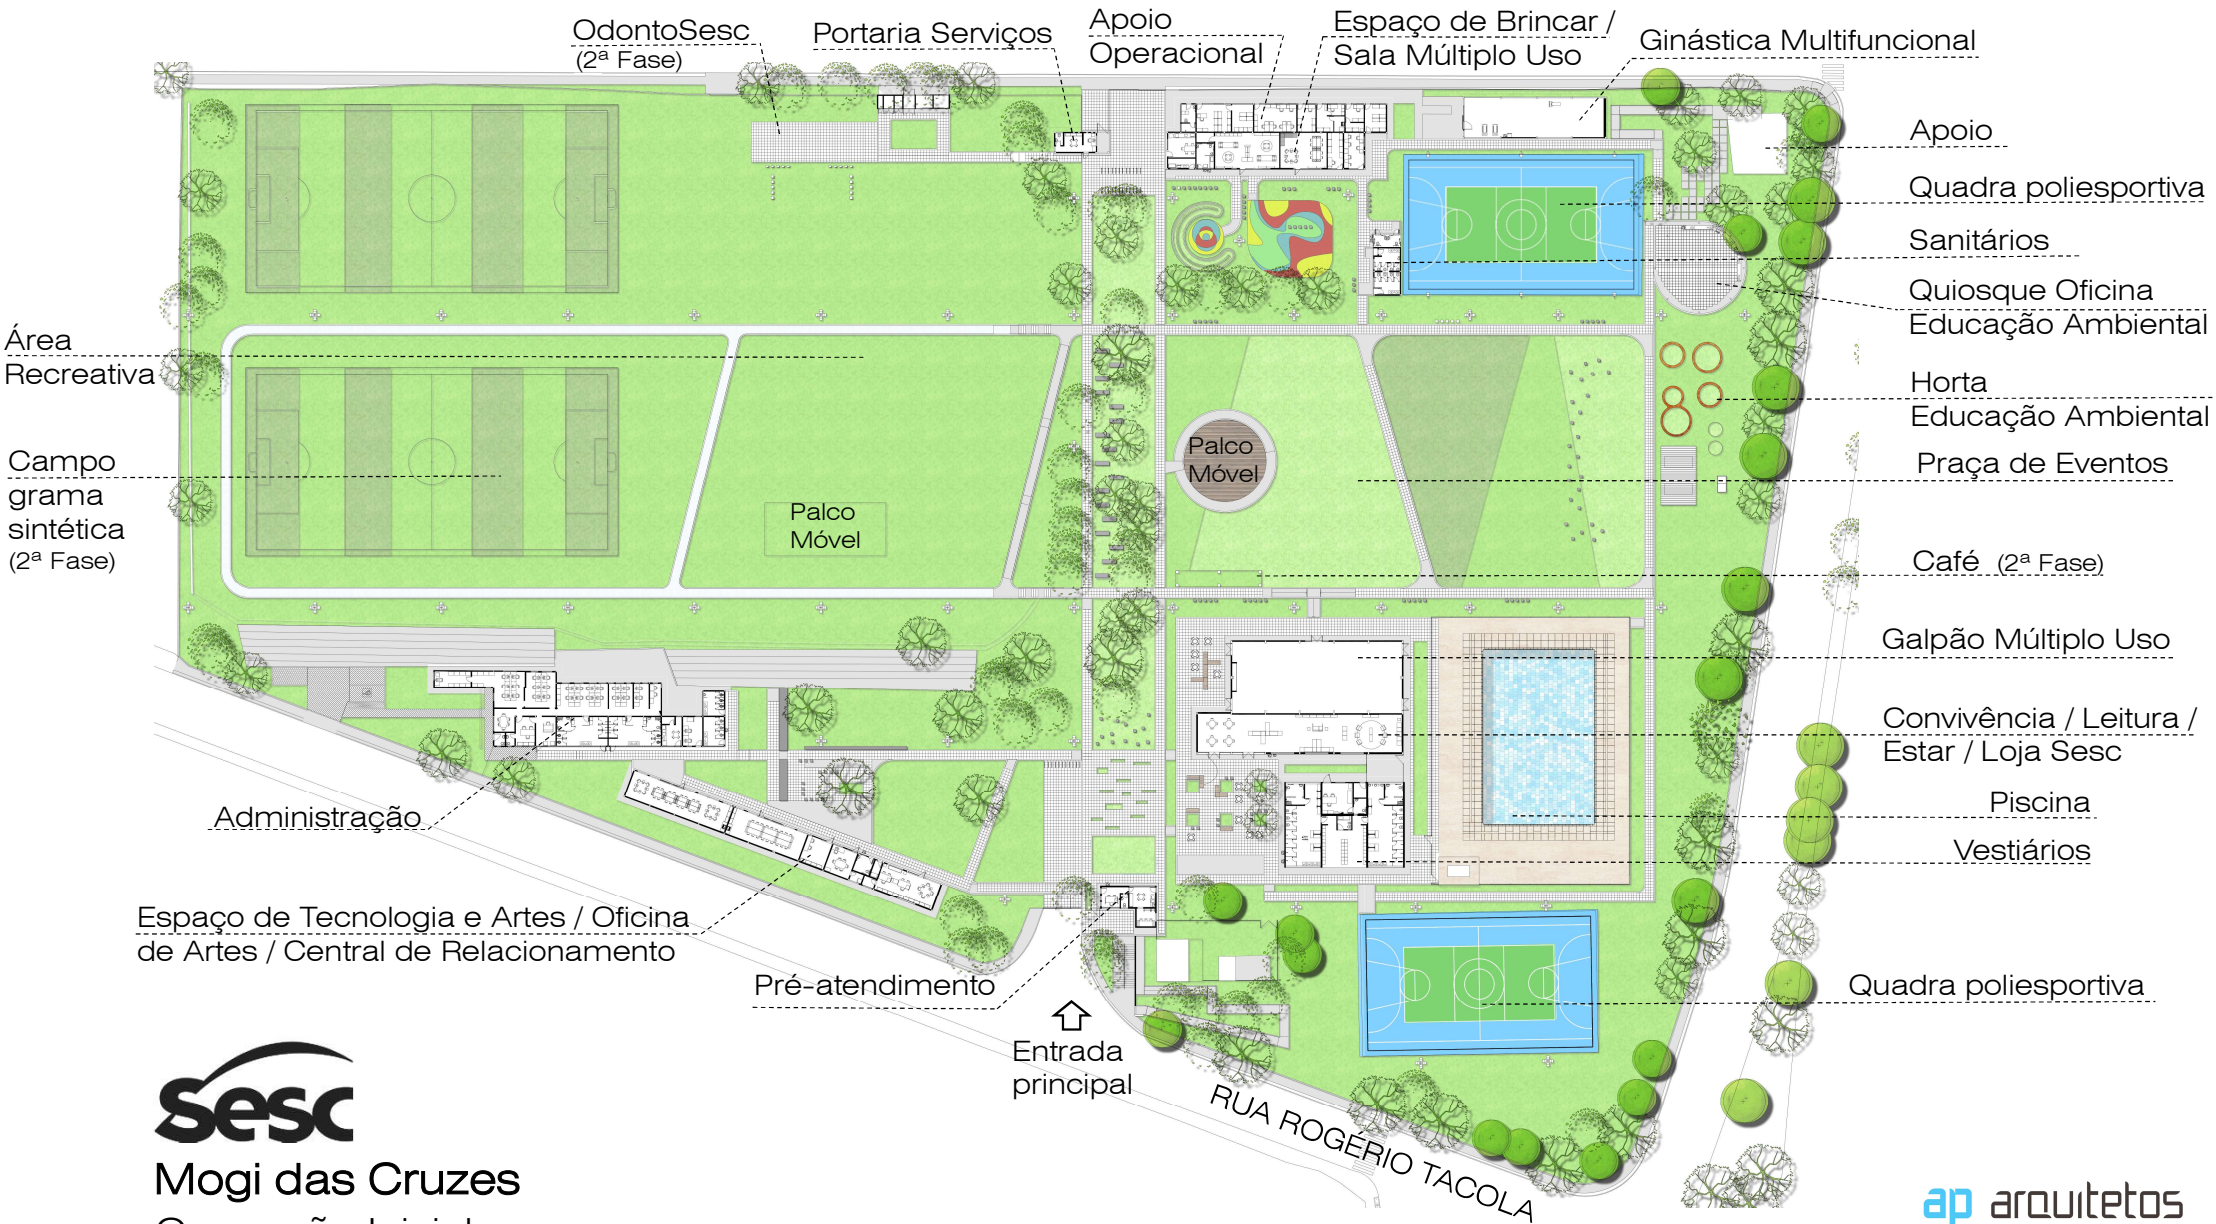 OdontoSesc
(2ª Fase)
Portaria Serviços
Apoio
Operacional
Espaço de Brincar /
Sala Múltiplo Uso
Ginástica Multifuncional
Apoio
Quadra poliesportiva
Sanitários
Quiosque Oficina
Educação Ambiental
Horta
Educação Ambiental
Praça de Eventos
Café (2ª Fase)
Galpão Múltiplo Uso
Convivência / Leitura /
Estar / Loja Sesc
Piscina
Vestiários
Quadra poliesportiva
Área
Recreativa
Campo
grama
sintética
(2ª Fase)
Palco
Móvel
Palco
Móvel
Administração
Espaço de Tecnologia e Artes / Oficina
de Artes / Central de Relacionamento
Pré-atendimento
Entrada
principal
RUA ROGÉRIO TACOLA
Sesc
Mogi das Cruzes
ap arquitetos